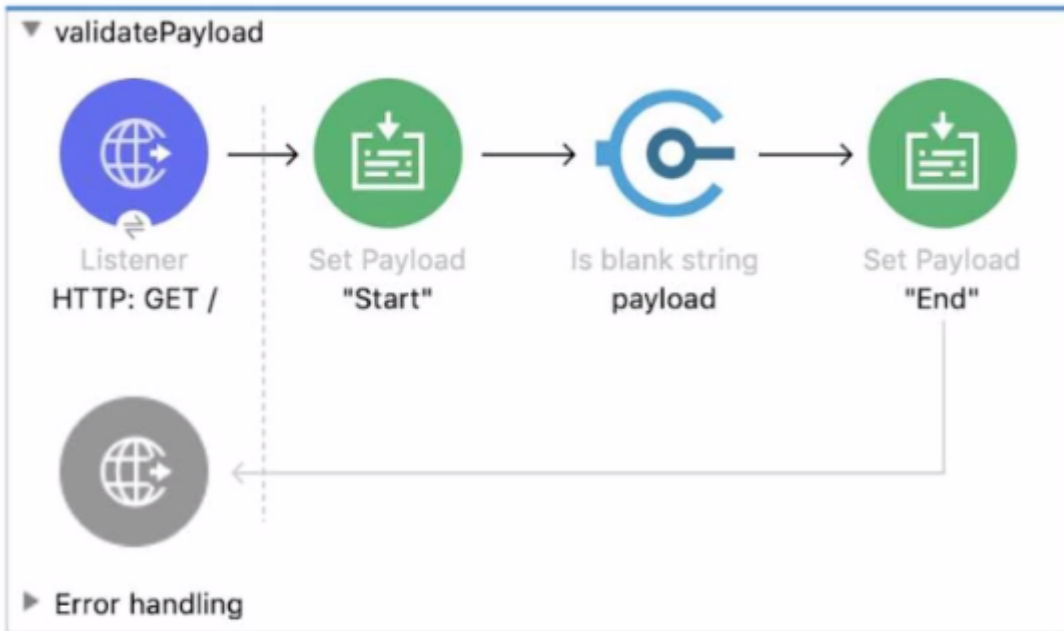 validatePayload
Listener
HTTP: GET /
Set Payload
"Start"
Is blank string
payload
Set Payload
"End"
Error handling